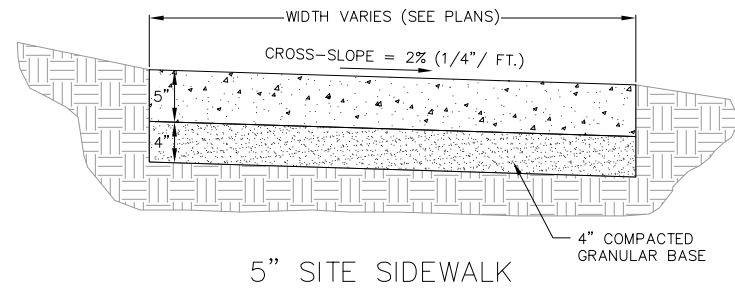 WIDTH VARIES (SEE PLANS)
CROSS-SLOPE = 2% (1/4"/ FT.)
5"
4"
4" COMPACTED
GRANULAR BASE
5" SITE SIDEWALK